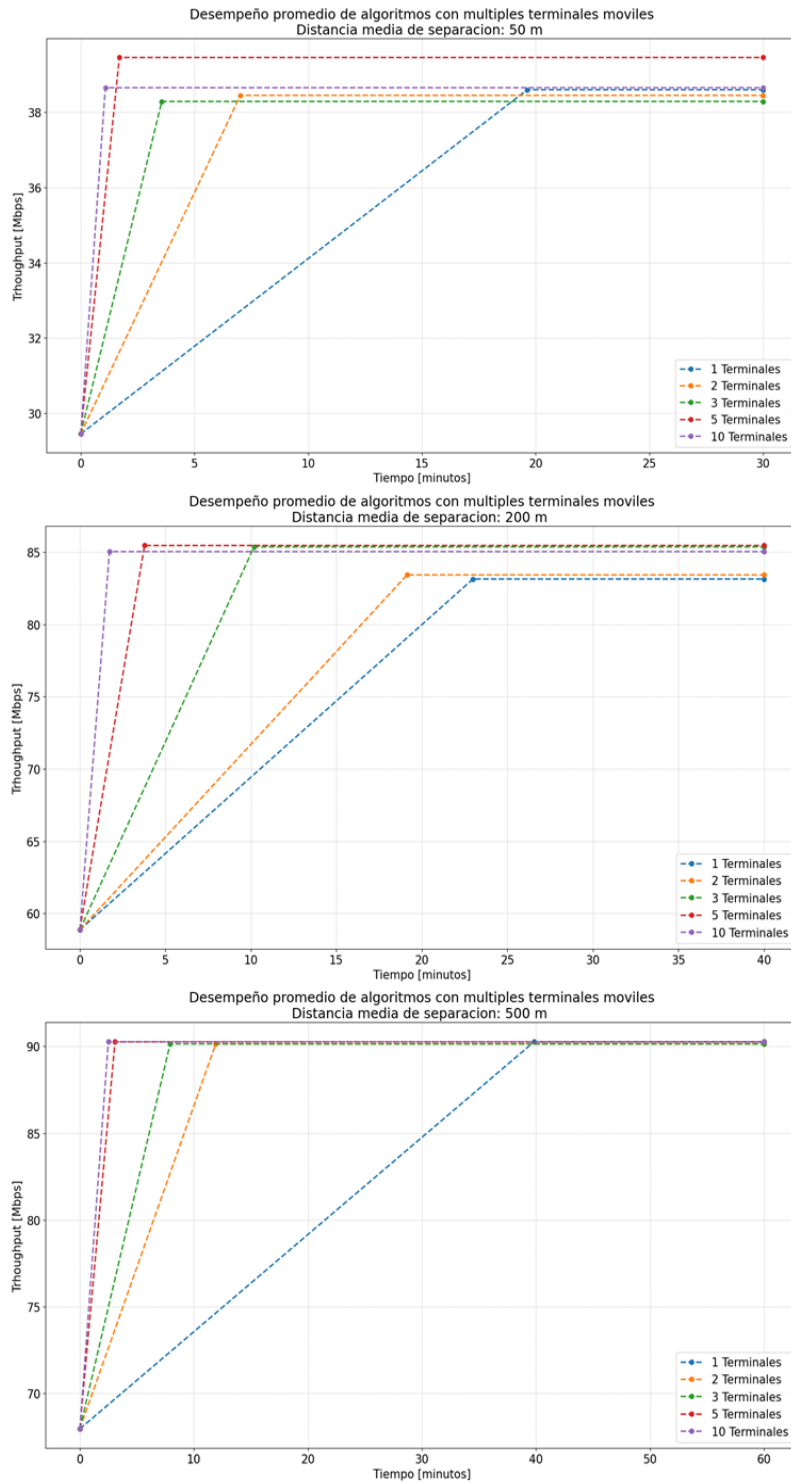 Desempeño promedio de algoritmos con multiples terminales moviles
Distancia media de separacion: 50 m
Trhoughput [Mbps]
38
36
34
32
30
1 Terminales
2 Terminales
3 Terminales
5 Terminales
10 Terminales
0 5 10 15 20 25 30
Tiempo [minutos]
Desempeño promedio de algoritmos con multiples terminales moviles
Distancia media de separacion: 200 m
Trhoughput [Mbps]
85
80
75
70
65
60
1 Terminales
2 Terminales
3 Terminales
5 Terminales
10 Terminales
0 5 10 15 20 25 30 35 40
Tiempo [minutos]
Desempeño promedio de algoritmos con multiples terminales moviles
Distancia media de separacion: 500 m
Trhoughput [Mbps]
90
85
80
75
70
1 Terminales
2 Terminales
3 Terminales
5 Terminales
10 Terminales
0 10 20 30 40 50 60
Tiempo [minutos]